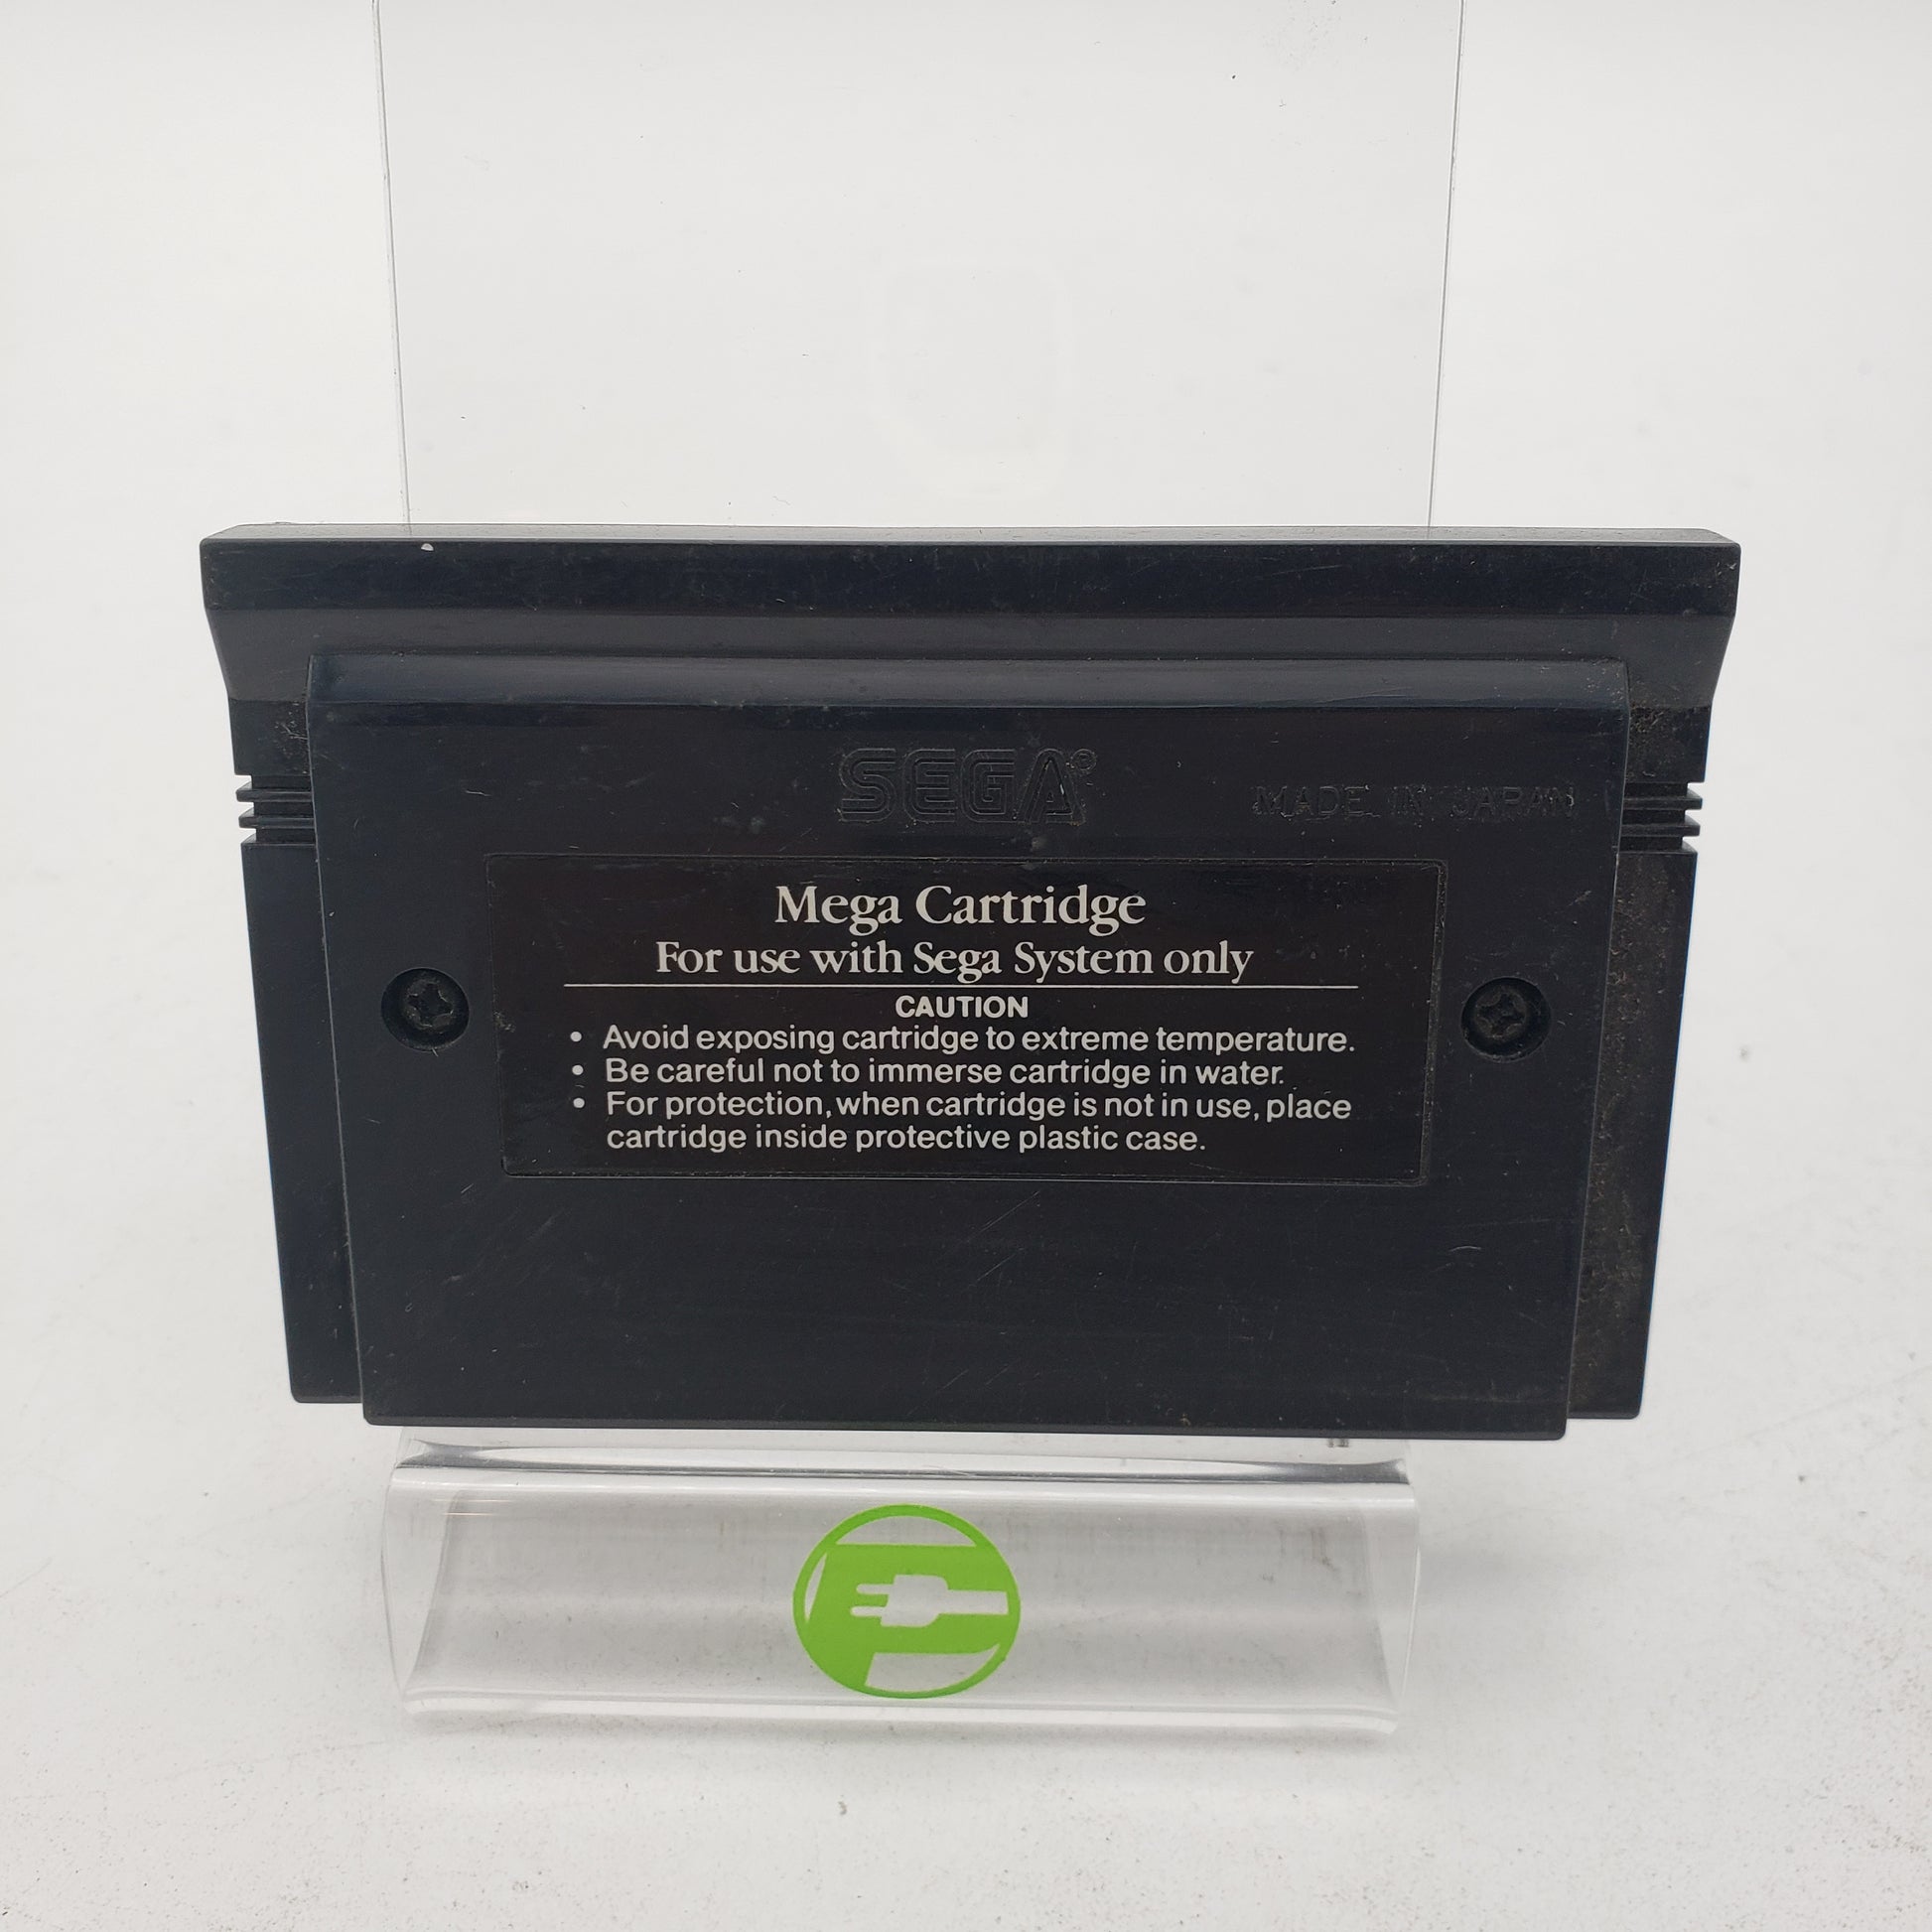 SEGA®
MADE IN JAPAN
Mega Cartridge
For use with Sega System only
CAUTION
• Avoid exposing cartridge to extreme temperature.
• Be careful not to immerse cartridge in water.
• For protection, when cartridge is not in use, place
cartridge inside protective plastic case.